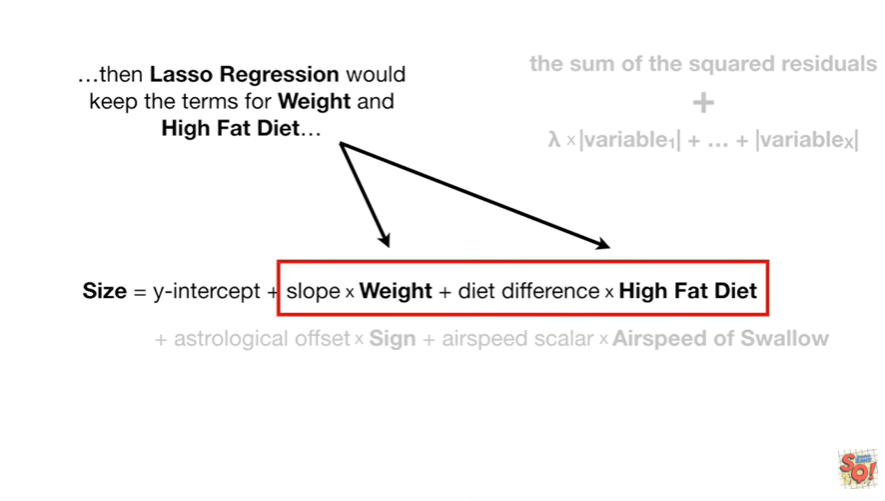 ...then Lasso Regression would
keep the terms for Weight and
High Fat Diet...
the sum of the squared residuals
+
λ x |variable₁| + ... + |variableₓ|
Size = y-intercept + slope x Weight + diet difference x High Fat Diet
+ astrological offset x Sign + airspeed scalar x Airspeed of Swallow
SQ!